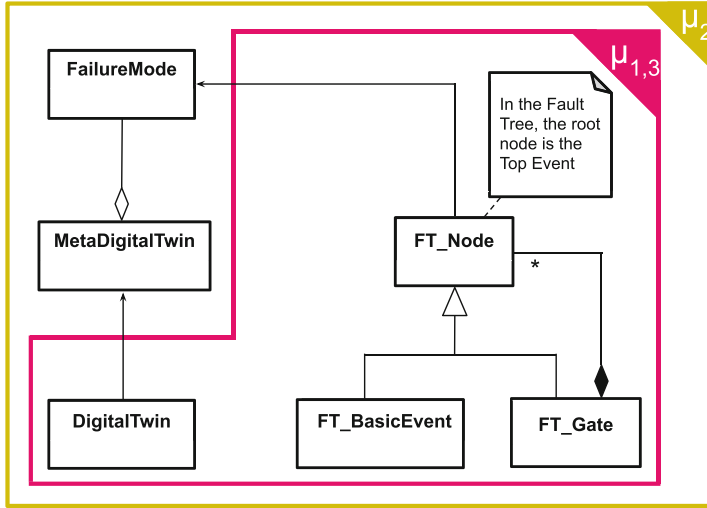 μ2
μ1,3
FailureMode
In the Fault
Tree, the root
node is the
Top Event
MetaDigitalTwin
FT_Node
*
DigitalTwin
FT_BasicEvent
FT_Gate